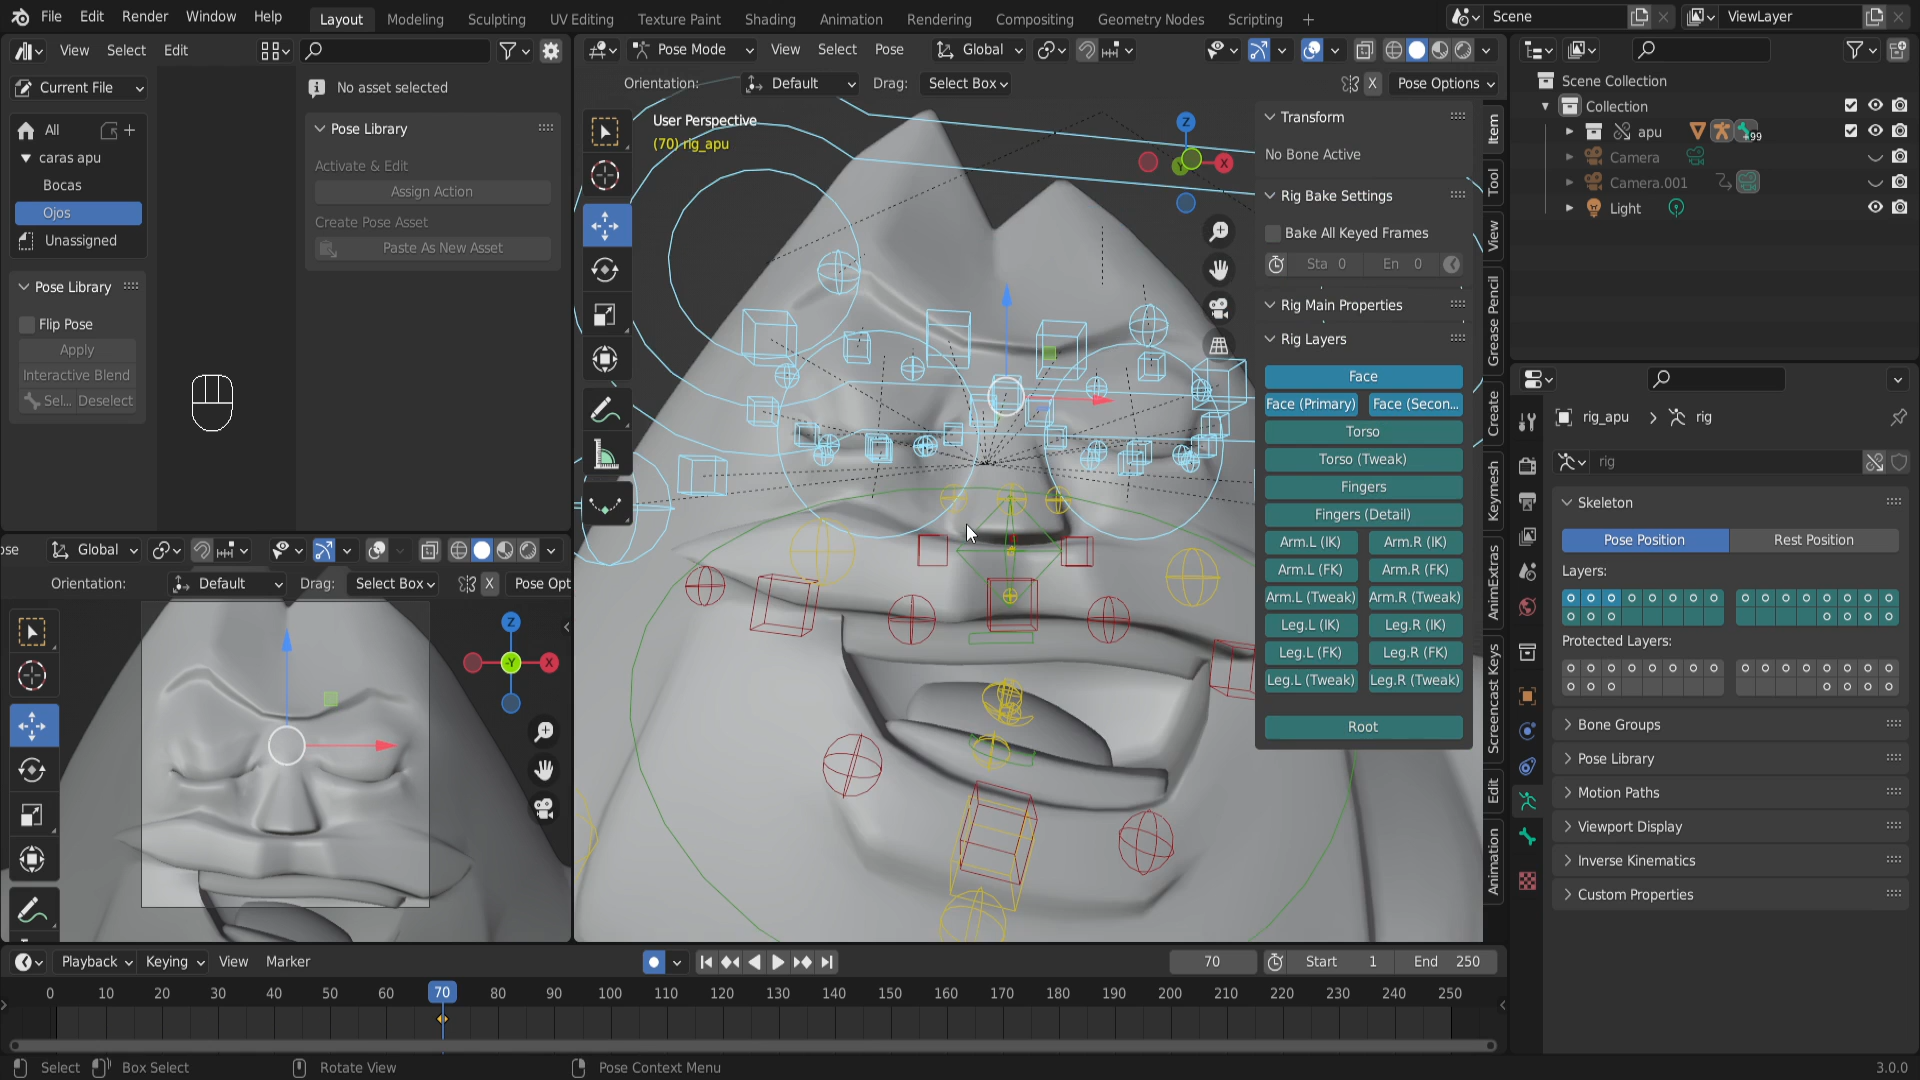 File Edit Render Window Help Layout Modeling Sculpting UV Editing Texture Paint Shading Animation Rendering Compositing Geometry Nodes Scripting + Scene ViewLayer
View Select Edit
Pose Mode View Select Pose Global
Orientation: Default Drag: Select Box X Pose Options
Current File
All
caras apu
Bocas
Ojos
Unassigned
Pose Library
Flip Pose
Apply
Interactive Blend
Sel... Deselect
No asset selected
Pose Library
Activate & Edit
Assign Action
Create Pose Asset
Paste As New Asset
User Perspective
(70) rig_apu
Z
X
Y
Transform
No Bone Active
Rig Bake Settings
Bake All Keyed Frames
Sta 0 En 0
Rig Main Properties
Rig Layers
Face
Face (Primary) Face (Secon...
Torso
Torso (Tweak)
Fingers
Fingers (Detail)
Arm.L (IK) Arm.R (IK)
Arm.L (FK) Arm.R (FK)
Arm.L (Tweak) Arm.R (Tweak)
Leg.L (IK) Leg.R (IK)
Leg.L (FK) Leg.R (FK)
Leg.L (Tweak) Leg.R (Tweak)
Root
Item
Tool
View
Grease Pencil
Create
Keymesh
AnimExtras
Screencast Keys
Edit
Animation
Scene Collection
Collection
apu 99
Camera
Camera.001
Light
rig_apu > rig
rig
Skeleton
Pose Position Rest Position
Layers:
Protected Layers:
Bone Groups
Pose Library
Motion Paths
Viewport Display
Inverse Kinematics
Custom Properties
ose Global
Orientation: Default Drag: Select Box X Pose Opt
Z
-Y
X
Playback Keying View Marker 70 Start 1 End 250
0 10 20 30 40 50 60 70 80 90 100 110 120 130 140 150 160 170 180 190 200 210 220 230 240 250
Select Box Select Rotate View Pose Context Menu 3.0.0